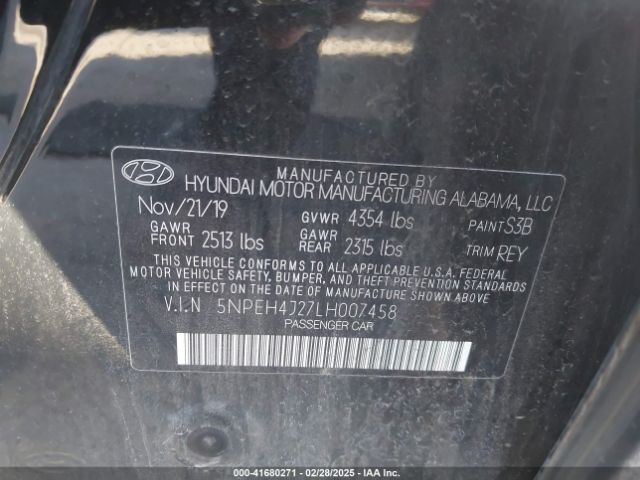 MANUFACTURED BY
HYUNDAI MOTOR MANUFACTURING ALABAMA, LLC
Nov/21/19 GVWR 4354 lbs PAINT S3B
GAWR FRONT 2513 lbs GAWR REAR 2315 lbs TRIM REY
THIS VEHICLE CONFORMS TO ALL APPLICABLE U.S.A. FEDERAL
MOTOR VEHICLE SAFETY, BUMPER, AND THEFT PREVENTION STANDARDS
IN EFFECT ON THE DATE OF MANUFACTURE SHOWN ABOVE.
V.I.N 5NPEH4J27LH007458
PASSENGER CAR
000-41680271 - 02/28/2025 - IAA Inc.